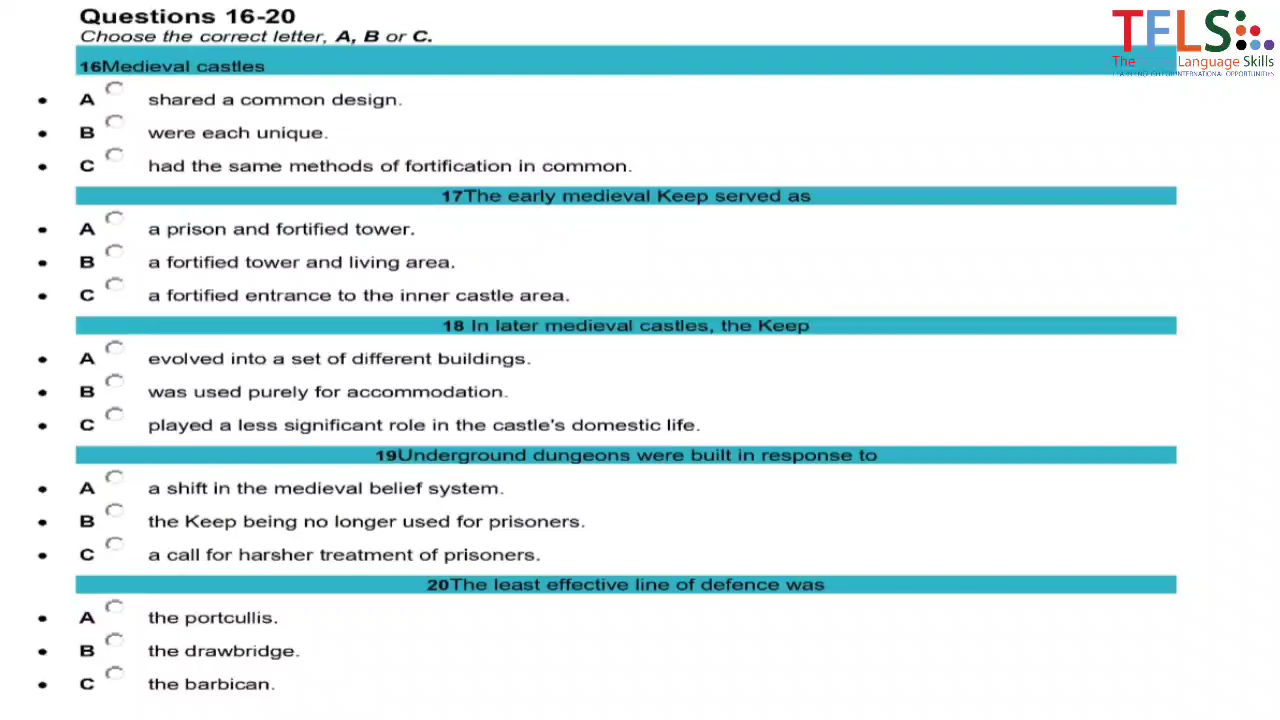 Questions 16-20
Choose the correct letter, A, B or C.
TFLS
The Language Skills
16Medieval castles
A shared a common design.
B were each unique.
C had the same methods of fortification in common.
17The early medieval Keep served as
A a prison and fortified tower.
B a fortified tower and living area.
C a fortified entrance to the inner castle area.
18 In later medieval castles, the Keep
A evolved into a set of different buildings.
B was used purely for accommodation.
C played a less significant role in the castle's domestic life.
19Underground dungeons were built in response to
A a shift in the medieval belief system.
B the Keep being no longer used for prisoners.
C a call for harsher treatment of prisoners.
20The least effective line of defence was
A the portcullis.
B the drawbridge.
C the barbican.